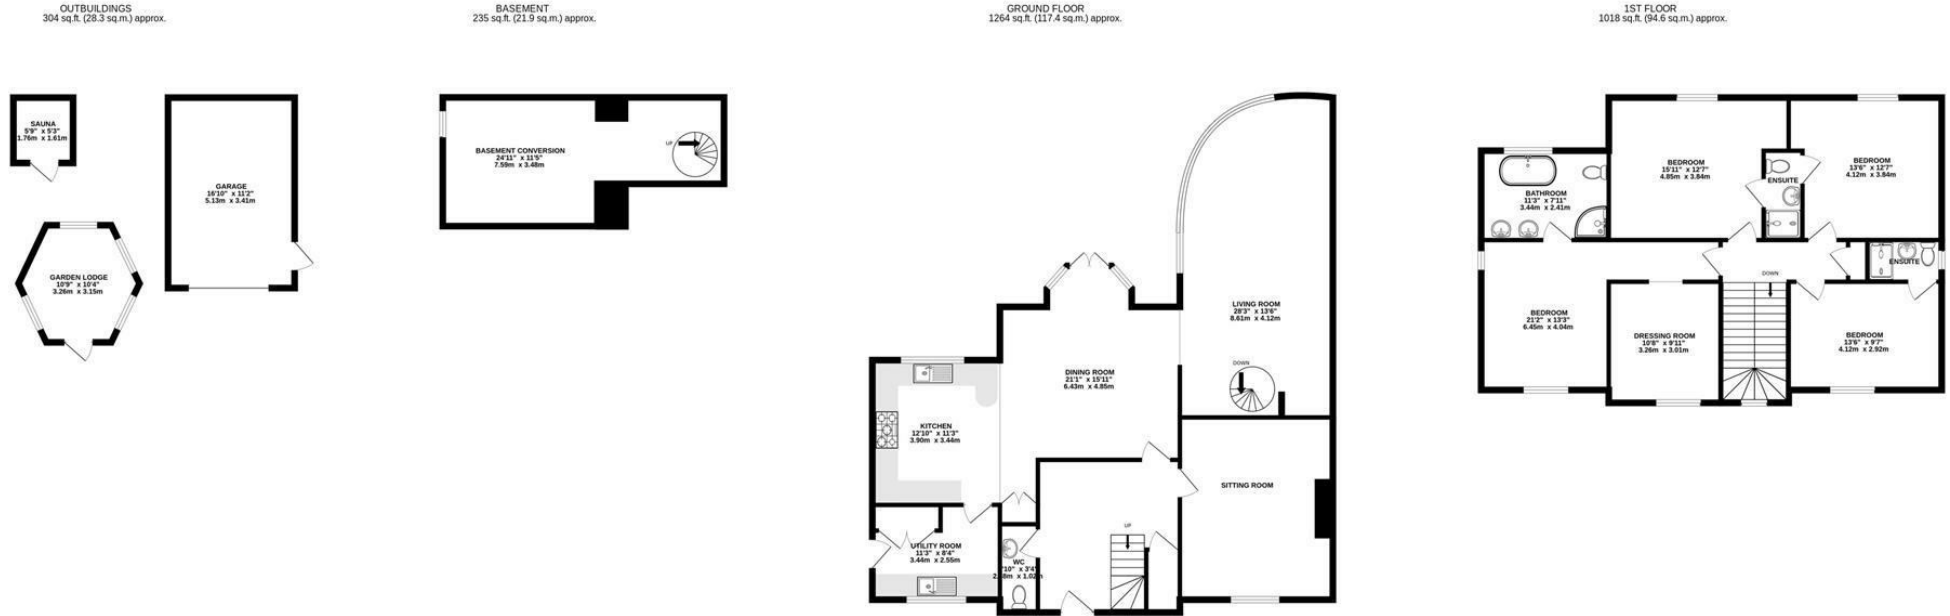 OUTBUILDINGS
304 sq.ft. (28.3 sq.m.) approx.
BASEMENT
235 sq.ft. (21.9 sq.m.) approx.
GROUND FLOOR
1264 sq.ft. (117.4 sq.m.) approx.
1ST FLOOR
1018 sq.ft. (94.6 sq.m.) approx.
SAUNA
5'9" x 5'3"
1.76m x 1.61m
GARAGE
16'10" x 11'2"
5.13m x 3.41m
GARDEN LODGE
10'9" x 10'4"
3.26m x 3.15m
BASEMENT CONVERSION
24'11" x 11'5"
7.59m x 3.48m
UP
LIVING ROOM
28'3" x 13'6"
8.61m x 4.12m
DOWN
DINING ROOM
21'1" x 15'11"
6.43m x 4.85m
KITCHEN
12'10" x 11'3"
3.90m x 3.44m
SITTING ROOM
UP
UTILITY ROOM
11'3" x 8'4"
3.44m x 2.55m
WC
x 3'4"
x 1.02m
BEDROOM
15'11" x 12'7"
4.85m x 3.84m
BEDROOM
13'6" x 12'7"
4.12m x 3.84m
ENSUITE
BATHROOM
11'3" x 7'11"
3.44m x 2.41m
ENSUITE
DOWN
BEDROOM
21'2" x 13'3"
6.45m x 4.04m
DRESSING ROOM
10'8" x 9'11"
3.26m x 3.01m
BEDROOM
13'6" x 9'7"
4.12m x 2.92m